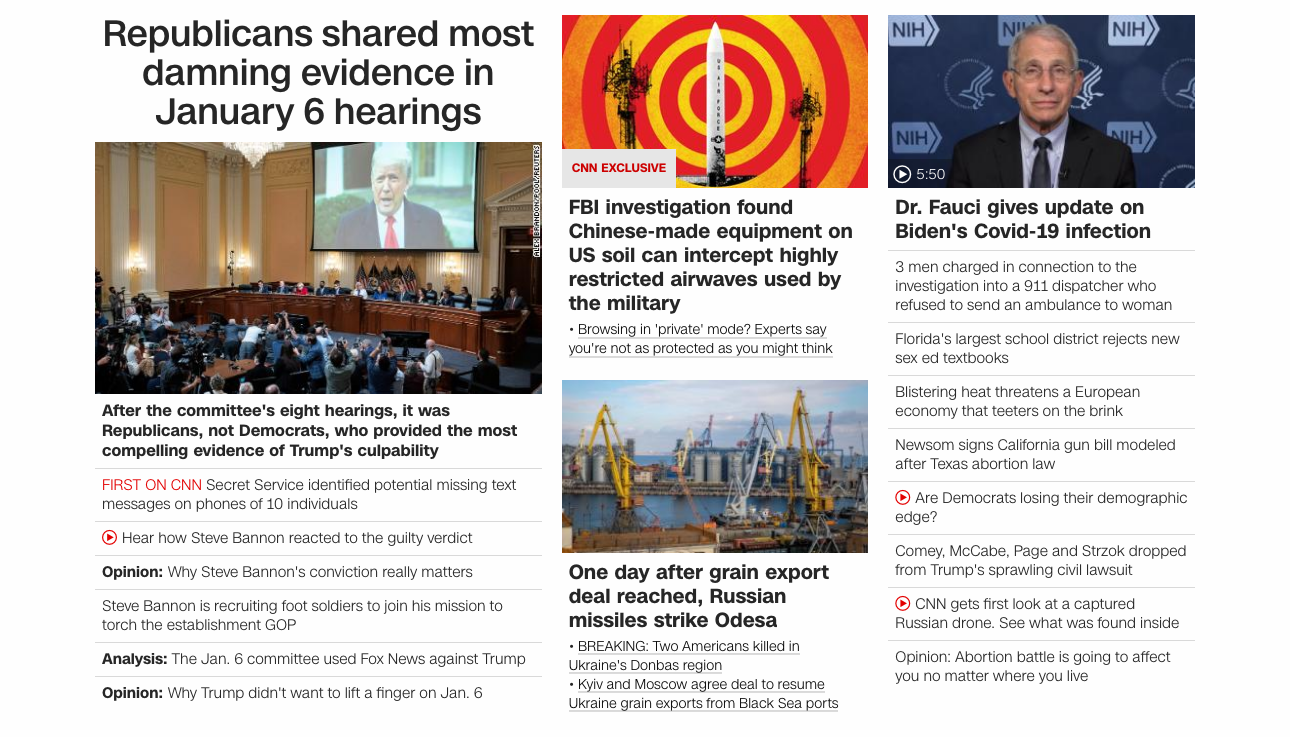 Republicans shared most
damning evidence in
January 6 hearings
ALEX BRANDON/POOL/REUTERS
After the committee's eight hearings, it was
Republicans, not Democrats, who provided the most
compelling evidence of Trump's culpability
FIRST ON CNN Secret Service identified potential missing text
messages on phones of 10 individuals
Hear how Steve Bannon reacted to the guilty verdict
Opinion: Why Steve Bannon's conviction really matters
Steve Bannon is recruiting foot soldiers to join his mission to
torch the establishment GOP
Analysis: The Jan. 6 committee used Fox News against Trump
Opinion: Why Trump didn't want to lift a finger on Jan. 6
US AIR FORCE
CNN EXCLUSIVE
FBI investigation found
Chinese-made equipment on
US soil can intercept highly
restricted airwaves used by
the military
• Browsing in 'private' mode? Experts say
you're not as protected as you might think
One day after grain export
deal reached, Russian
missiles strike Odesa
• BREAKING: Two Americans killed in
Ukraine's Donbas region
• Kyiv and Moscow agree deal to resume
Ukraine grain exports from Black Sea ports
NIH
NIH
NIH
NIH
NIH
5:50
Dr. Fauci gives update on
Biden's Covid-19 infection
3 men charged in connection to the
investigation into a 911 dispatcher who
refused to send an ambulance to woman
Florida's largest school district rejects new
sex ed textbooks
Blistering heat threatens a European
economy that teeters on the brink
Newsom signs California gun bill modeled
after Texas abortion law
Are Democrats losing their demographic
edge?
Comey, McCabe, Page and Strzok dropped
from Trump's sprawling civil lawsuit
CNN gets first look at a captured
Russian drone. See what was found inside
Opinion: Abortion battle is going to affect
you no matter where you live